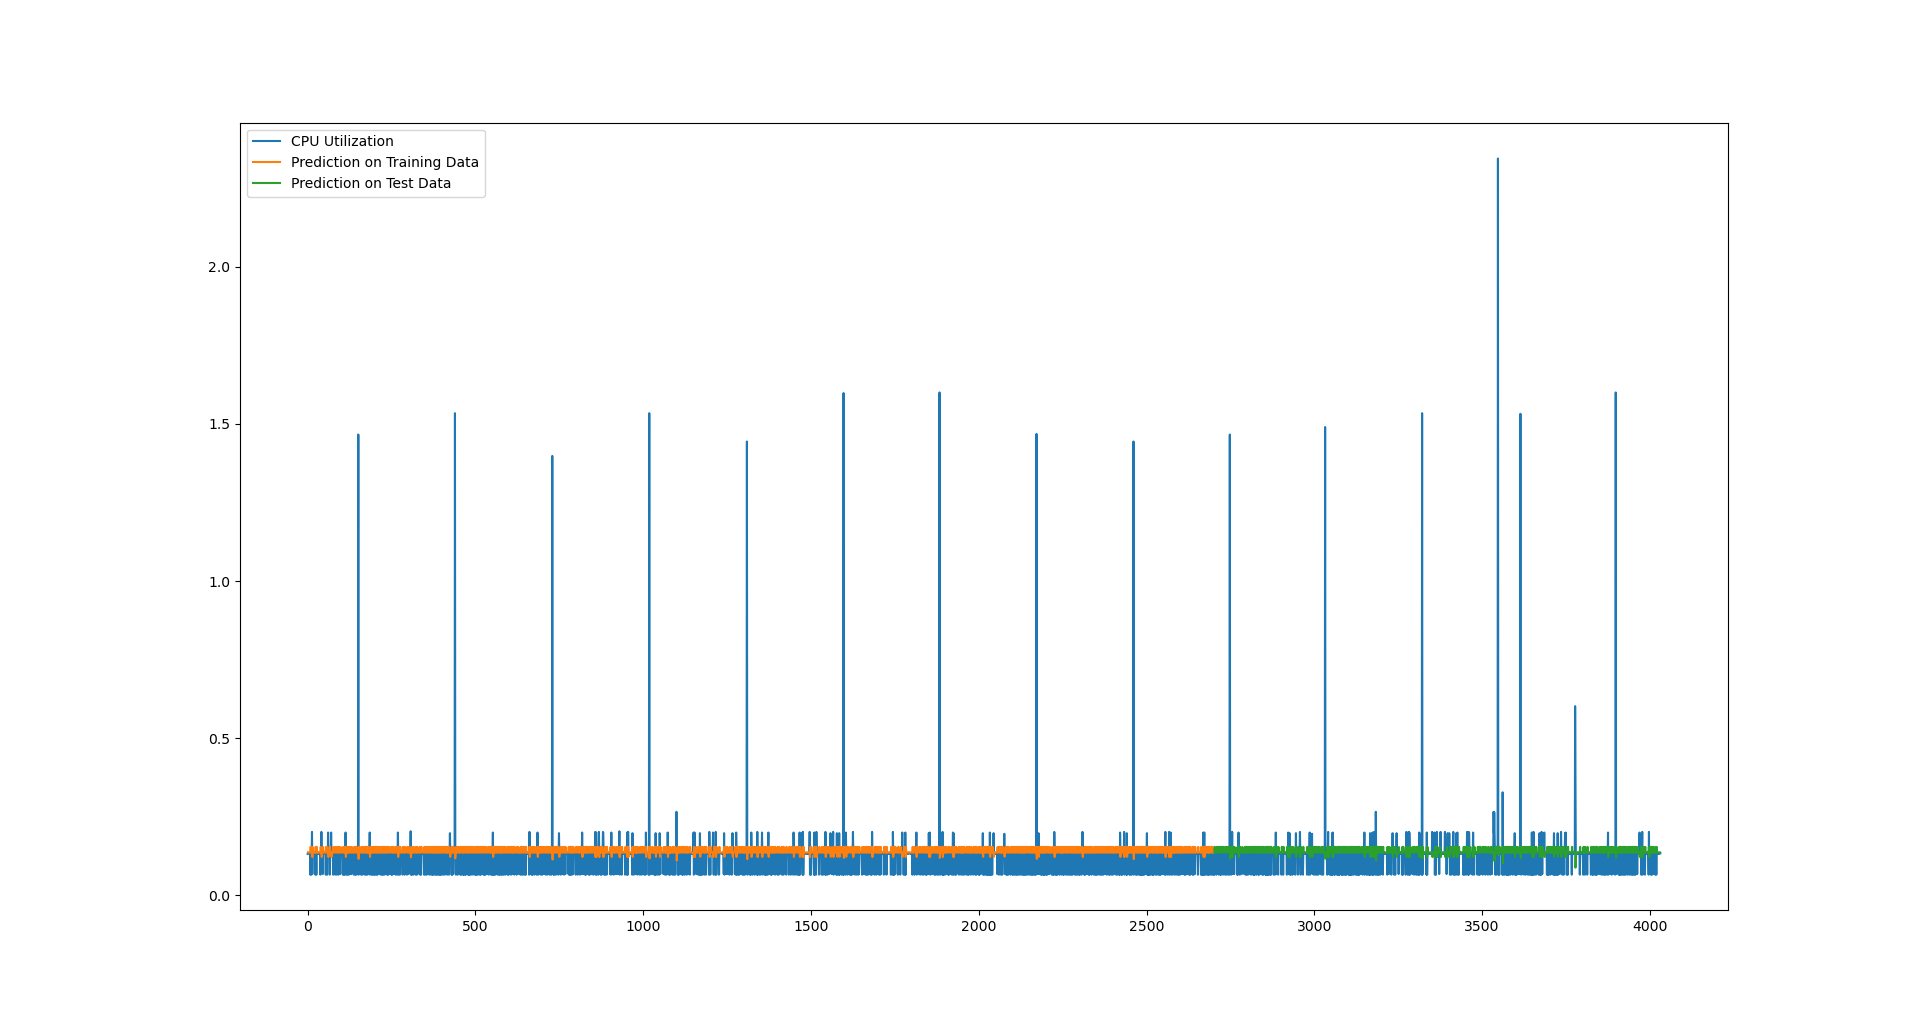 CPU Utilization
Prediction on Training Data
Prediction on Test Data
2.0
1.5
1.0
0.5
0.0
0 500 1000 1500 2000 2500 3000 3500 4000